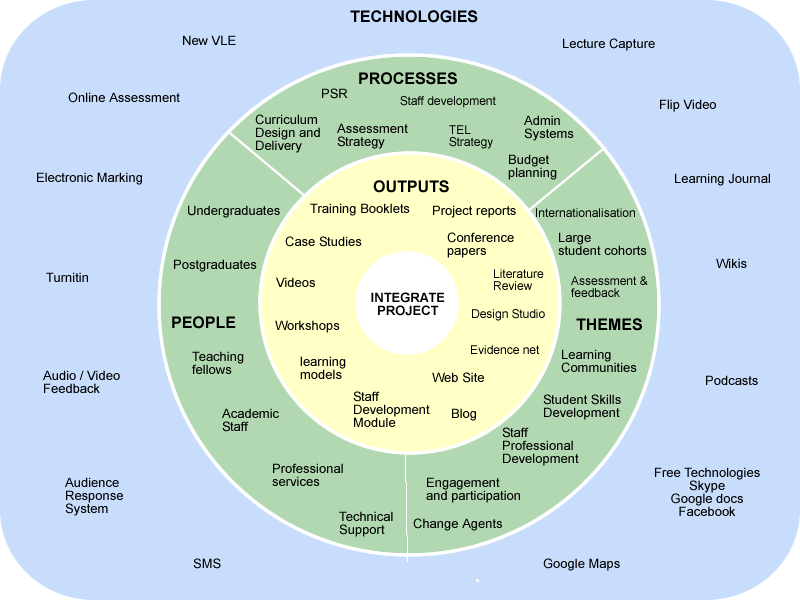 TECHNOLOGIES
New VLE
Lecture Capture
Online Assessment
Flip Video
Electronic Marking
Learning Journal
Turnitin
Wikis
Audio / Video
Feedback
Podcasts
Audience
Response
System
Free Technologies
Skype
Google docs
Facebook
SMS
Google Maps
PROCESSES
PSR
Staff development
Curriculum
Design and
Delivery
Assessment
Strategy
TEL
Strategy
Admin
Systems
Budget
planning
PEOPLE
Undergraduates
Postgraduates
Teaching
fellows
Academic
Staff
Professional
services
Technical
Support
THEMES
Internationalisation
Large
student cohorts
Assessment &
feedback
Learning
Communities
Student Skills
Development
Staff
Professional
Development
Engagement
and participation
Change Agents
OUTPUTS
Training Booklets
Project reports
Case Studies
Conference
papers
Videos
Literature
Review
Design Studio
Workshops
Evidence net
learning
models
Web Site
Staff
Development
Module
Blog
INTEGRATE
PROJECT